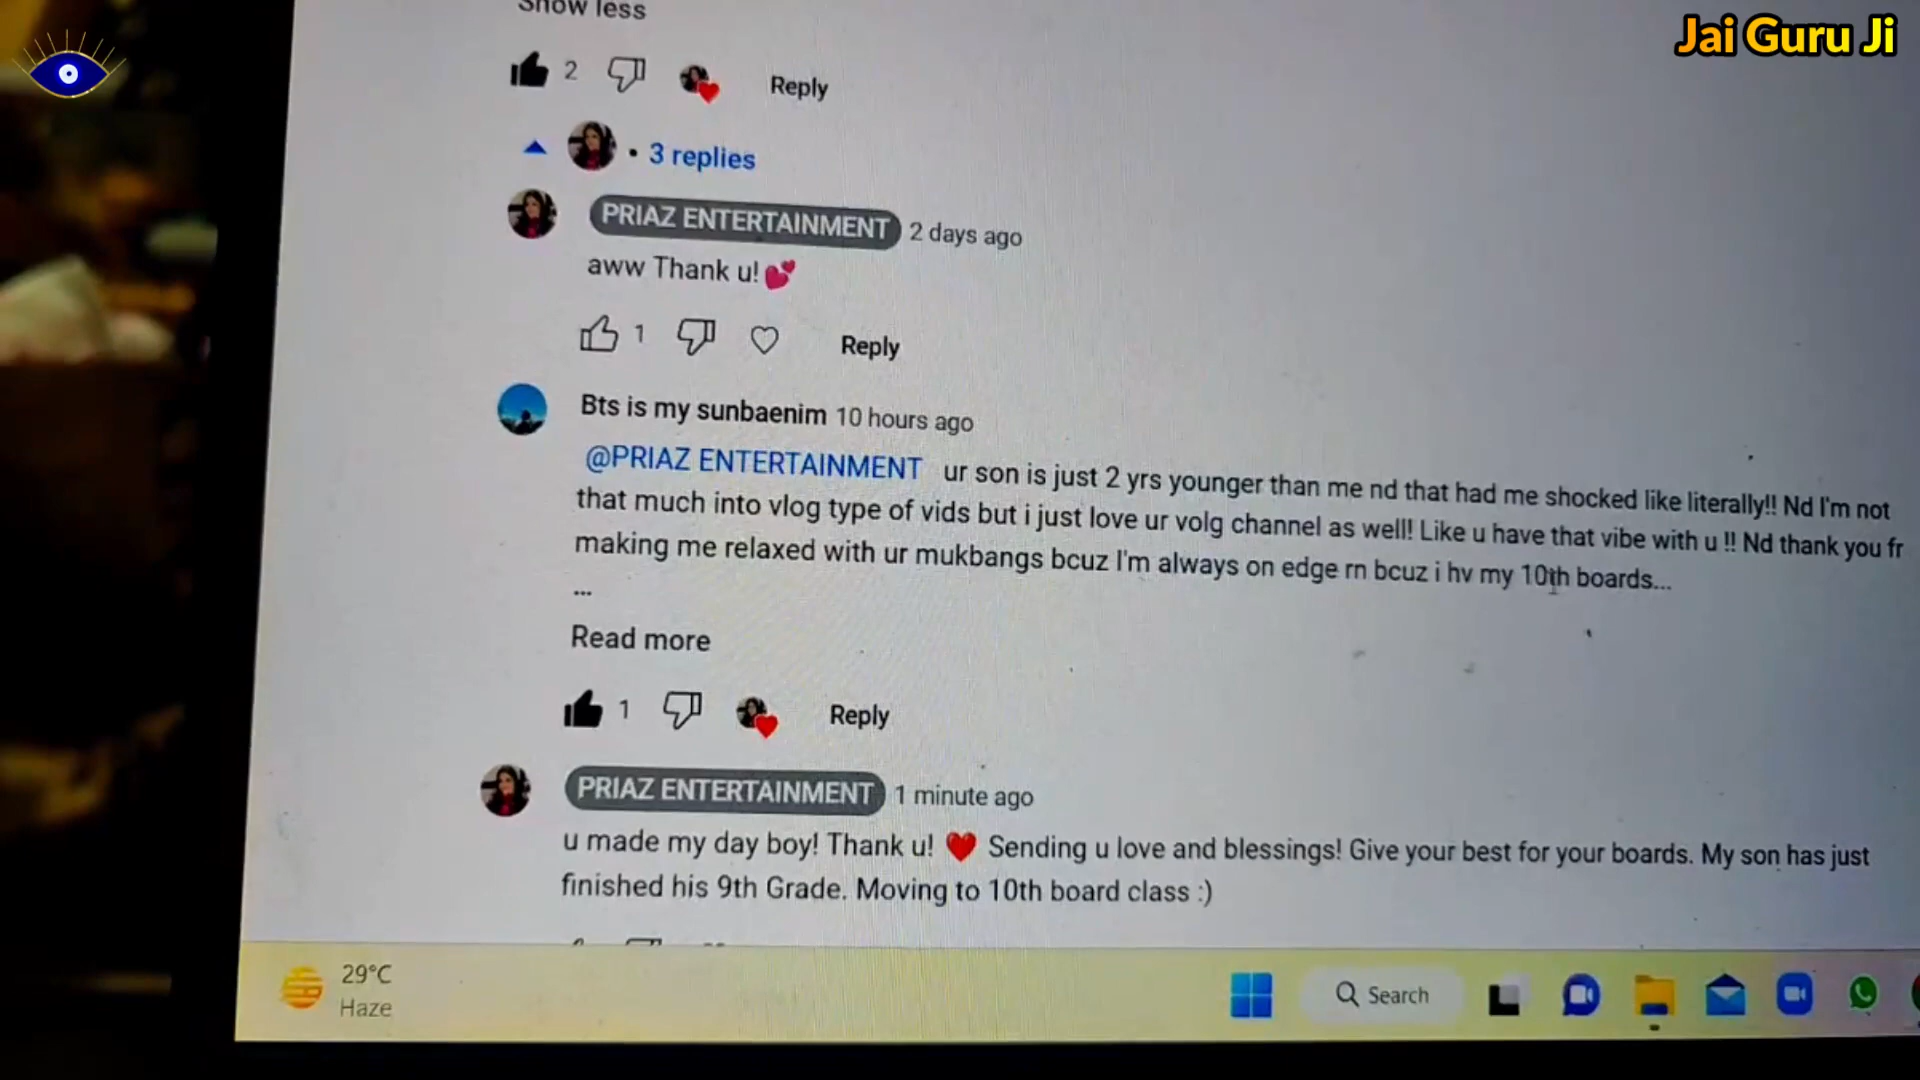 Show less
Jai Guru Ji
2
Reply
• 3 replies
PRIAZ ENTERTAINMENT 2 days ago
aww Thank u!💕
1
Reply
Bts is my sunbaenim 10 hours ago
@PRIAZ ENTERTAINMENT ur son is just 2 yrs younger than me nd that had me shocked like literally!! Nd I'm not
that much into vlog type of vids but i just love ur volg channel as well! Like u have that vibe with u !! Nd thank you fr
making me relaxed with ur mukbangs bcuz I'm always on edge rn bcuz i hv my 10th boards...
...
Read more
1
Reply
PRIAZ ENTERTAINMENT 1 minute ago
u made my day boy! Thank u! ❤️ Sending u love and blessings! Give your best for your boards. My son has just
finished his 9th Grade. Moving to 10th board class :)
29°C
Haze
Search